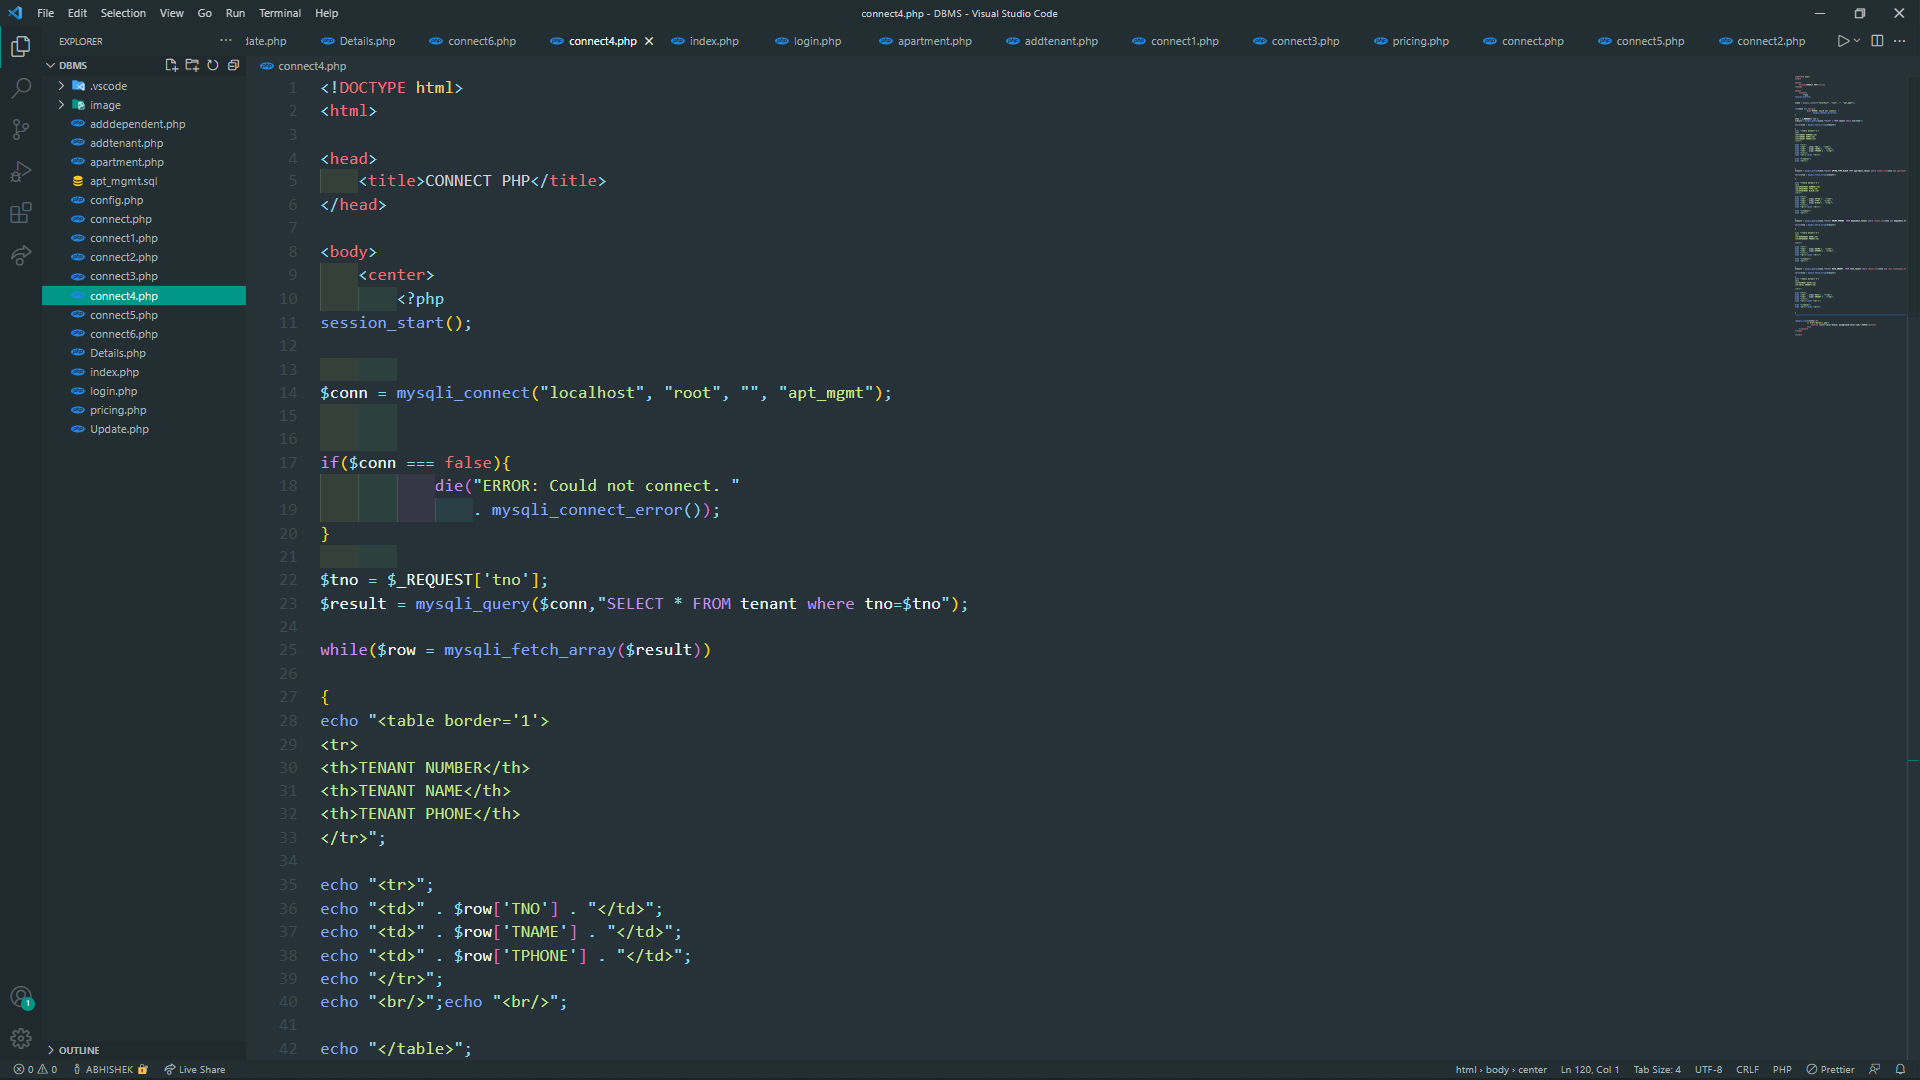 File Edit Selection View Go Run Terminal Help
connect4.php - DBMS - Visual Studio Code
EXPLORER
date.php Details.php connect6.php connect4.php index.php login.php apartment.php addtenant.php connect1.php connect3.php pricing.php connect.php connect5.php connect2.php
DBMS
.vscode
image
adddependent.php
addtenant.php
apartment.php
apt_mgmt.sql
config.php
connect.php
connect1.php
connect2.php
connect3.php
connect4.php
connect5.php
connect6.php
Details.php
index.php
login.php
pricing.php
Update.php
OUTLINE
connect4.php
1 <!DOCTYPE html>
2 <html>
3
4 <head>
5 <title>CONNECT PHP</title>
6 </head>
7
8 <body>
9 <center>
10 <?php
11 session_start();
12
13
14 $conn = mysqli_connect("localhost", "root", "", "apt_mgmt");
15
16
17 if($conn === false){
18 die("ERROR: Could not connect. "
19 . mysqli_connect_error());
20 }
21
22 $tno = $_REQUEST['tno'];
23 $result = mysqli_query($conn,"SELECT * FROM tenant where tno=$tno");
24
25 while($row = mysqli_fetch_array($result))
26
27 {
28 echo "<table border='1'>
29 <tr>
30 <th>TENANT NUMBER</th>
31 <th>TENANT NAME</th>
32 <th>TENANT PHONE</th>
33 </tr>";
34
35 echo "<tr>";
36 echo "<td>" . $row['TNO'] . "</td>";
37 echo "<td>" . $row['TNAME'] . "</td>";
38 echo "<td>" . $row['TPHONE'] . "</td>";
39 echo "</tr>";
40 echo "<br/>";echo "<br/>";
41
42 echo "</table>";
1
0 0 ABHISHEK Live Share
html › body › center Ln 120, Col 1 Tab Size: 4 UTF-8 CRLF PHP Prettier